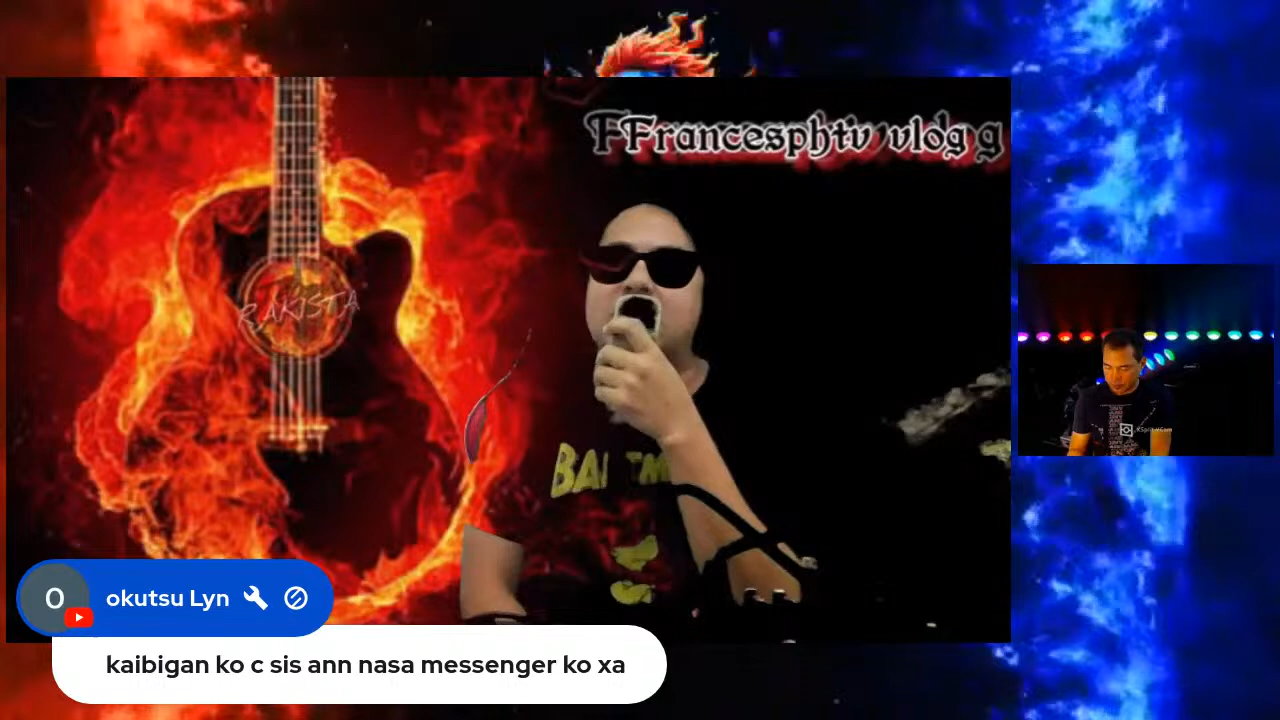 FFrancesphtv vlog g
RAKISTA
okutsu Lyn
kaibigan ko c sis ann nasa messenger ko xa